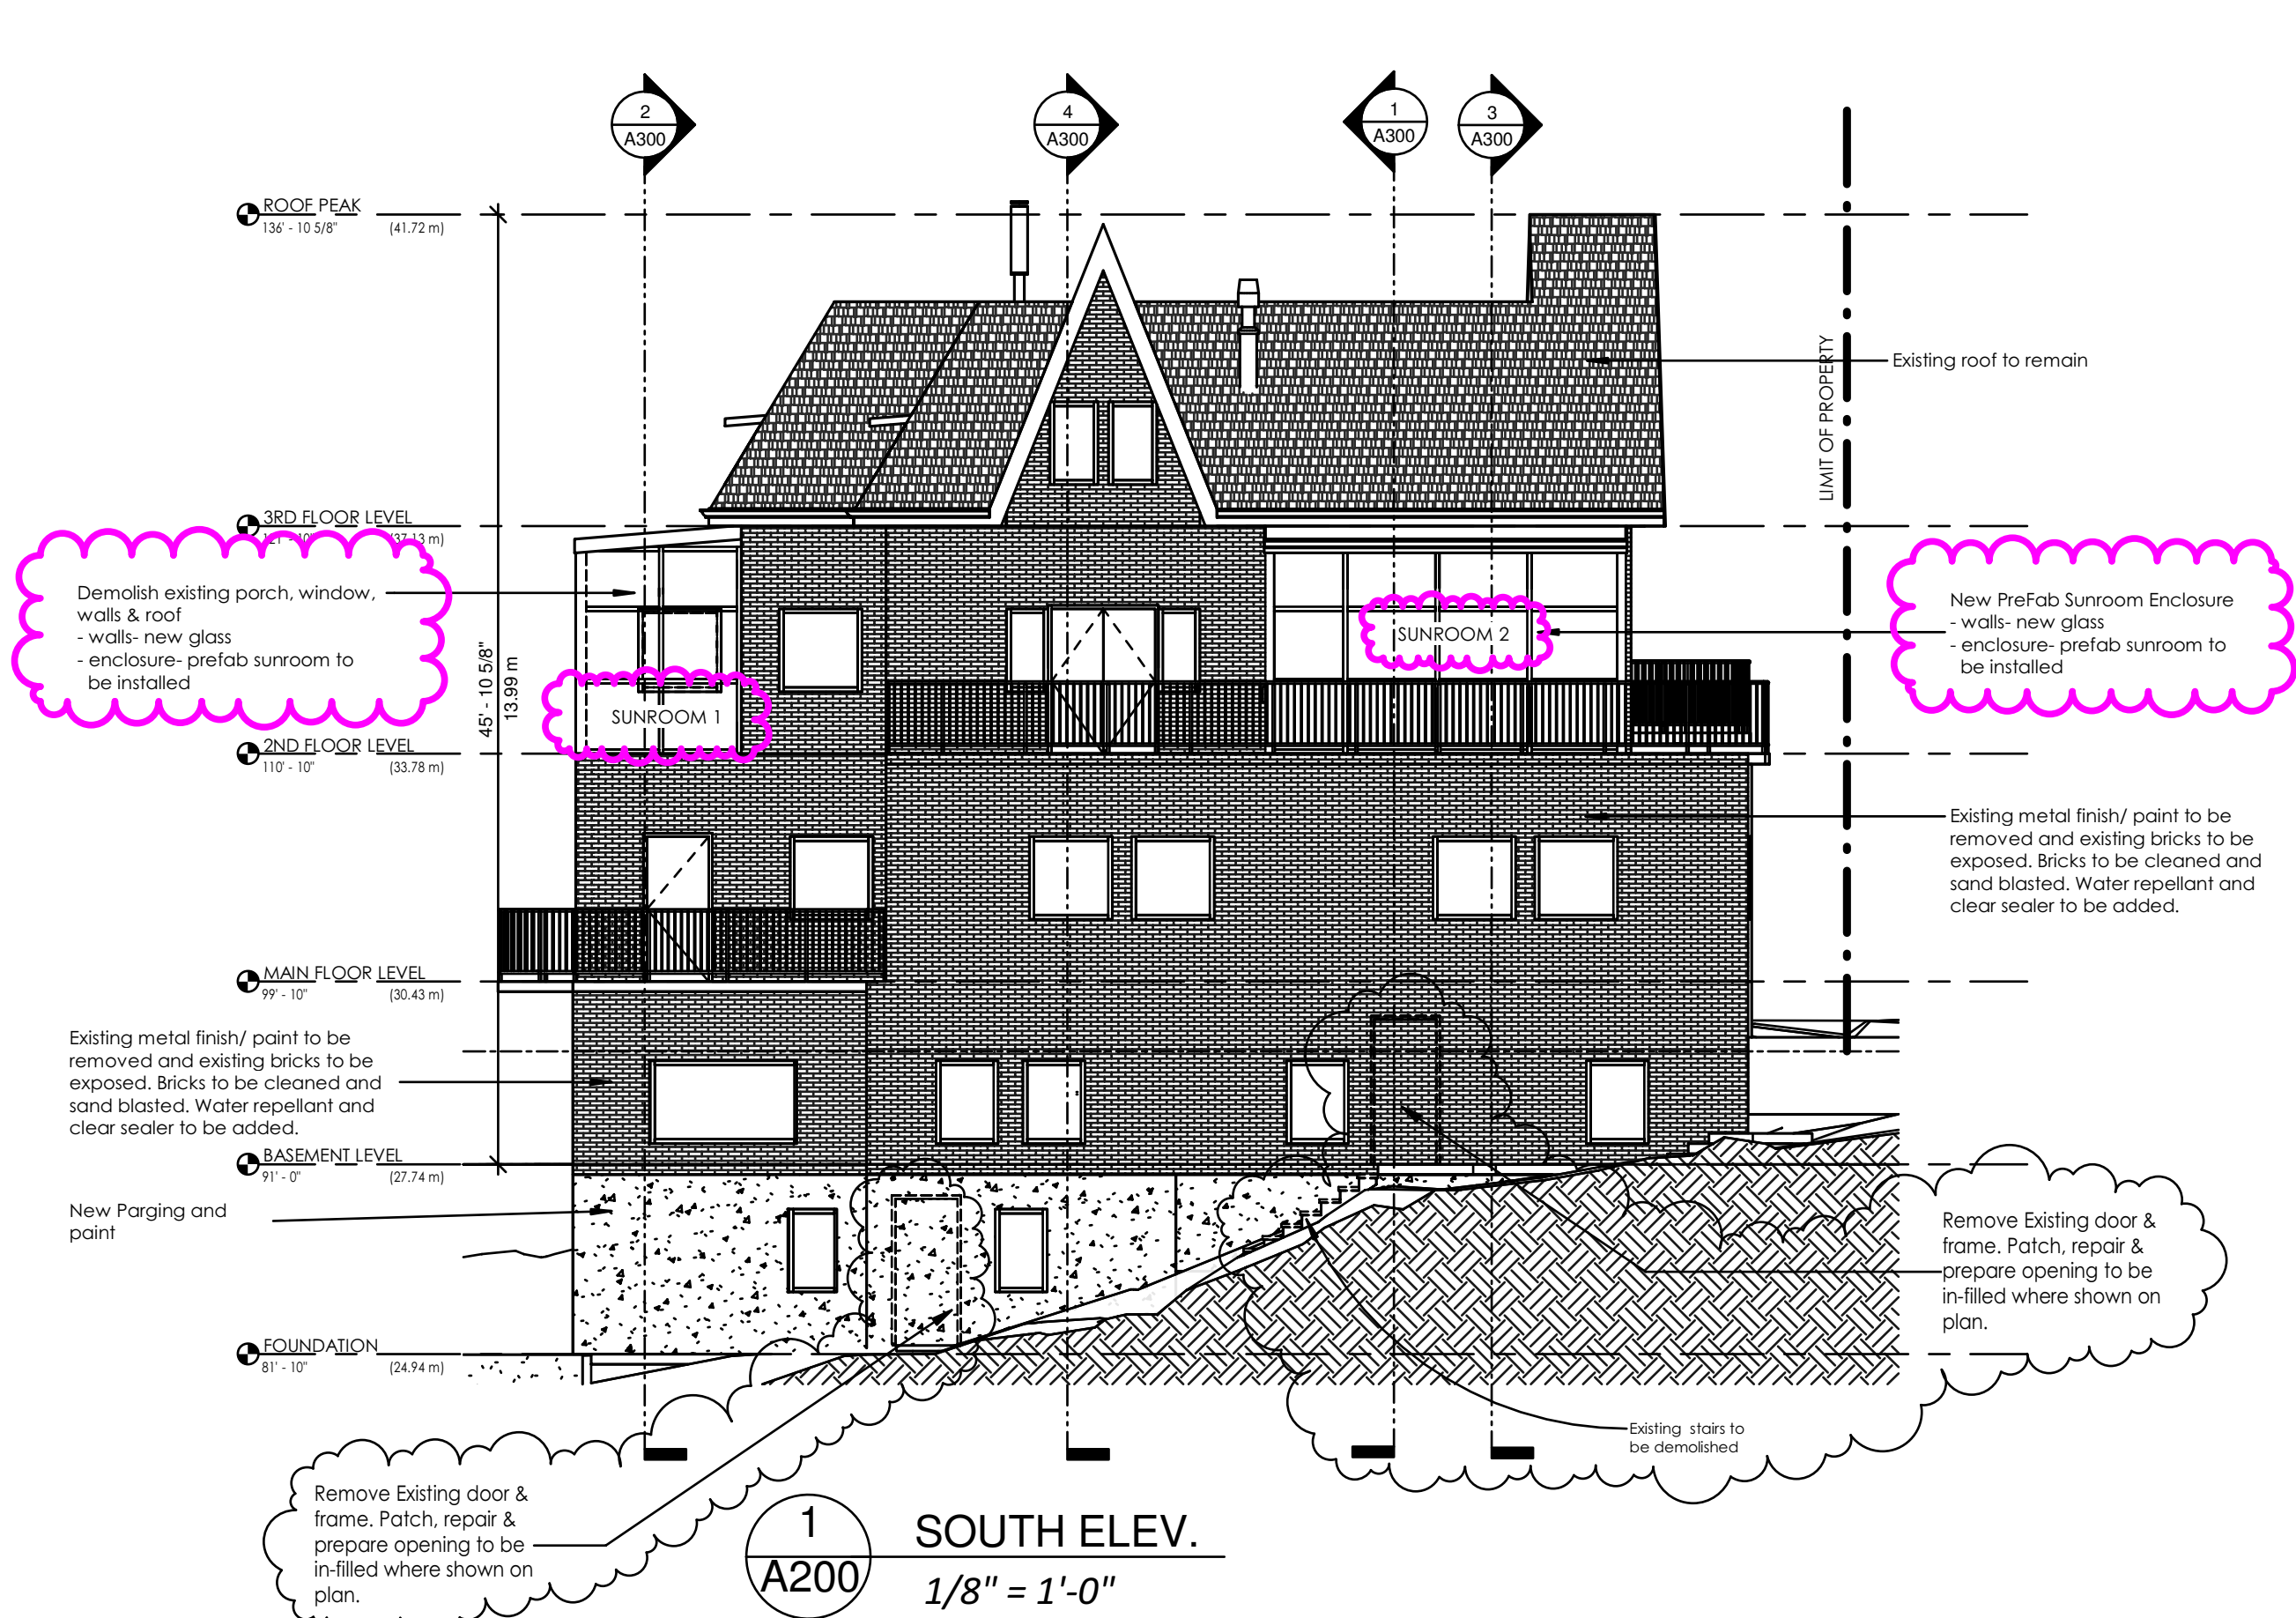 2
A300
4
A300
1
A300
3
A300
ROOF PEAK
136' - 10 5/8" (41.72 m)
LIMIT OF PROPERTY
Existing roof to remain
3RD FLOOR LEVEL
(37.13 m)
Demolish existing porch, window,
walls & roof
- walls- new glass
- enclosure- prefab sunroom to
be installed
45' - 10 5/8"
13.99 m
SUNROOM 1
SUNROOM 2
New PreFab Sunroom Enclosure
- walls- new glass
- enclosure- prefab sunroom to
be installed
2ND FLOOR LEVEL
110' - 10" (33.78 m)
Existing metal finish/ paint to be
removed and existing bricks to be
exposed. Bricks to be cleaned and
sand blasted. Water repellant and
clear sealer to be added.
MAIN FLOOR LEVEL
99' - 10" (30.43 m)
Existing metal finish/ paint to be
removed and existing bricks to be
exposed. Bricks to be cleaned and
sand blasted. Water repellant and
clear sealer to be added.
BASEMENT LEVEL
91' - 0" (27.74 m)
New Parging and
paint
Remove Existing door &
frame. Patch, repair &
prepare opening to be
in-filled where shown on
plan.
FOUNDATION
81' - 10" (24.94 m)
Existing stairs to
be demolished
Remove Existing door &
frame. Patch, repair &
prepare opening to be
in-filled where shown on
plan.
1
A200
SOUTH ELEV.
1/8" = 1'-0"